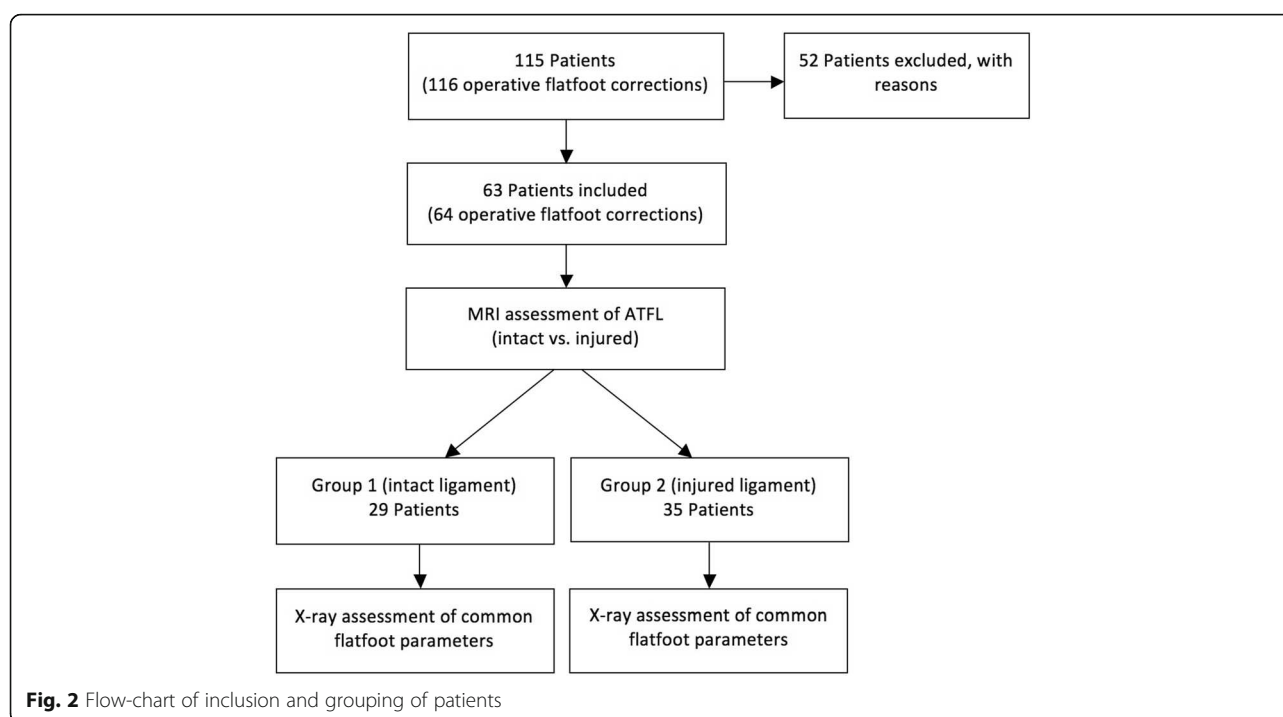 115 Patients
(116 operative flatfoot corrections)
52 Patients excluded, with
reasons
63 Patients included
(64 operative flatfoot corrections)
MRI assessment of ATFL
(intact vs. injured)
Group 1 (intact ligament)
29 Patients
Group 2 (injured ligament)
35 Patients
X-ray assessment of common
flatfoot parameters
X-ray assessment of common
flatfoot parameters
Fig. 2 Flow-chart of inclusion and grouping of patients